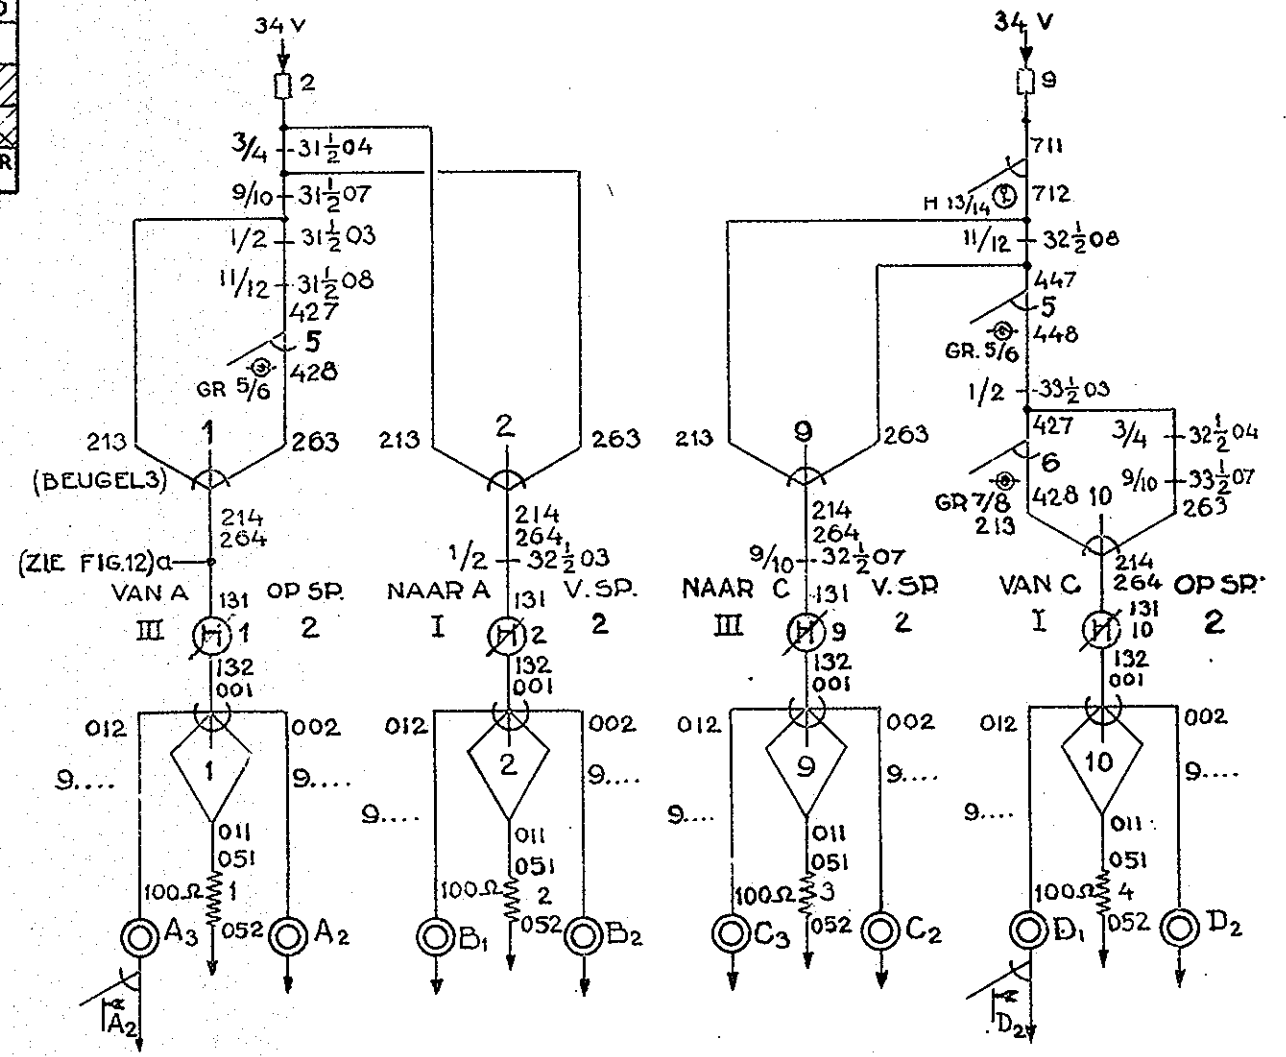 R
34 V
2
3/4 31½04
9/10 31½07
1/2 31½03
11/12 31½08
427
5
428
GR 5/6
213 1 263
(BEUGEL3)
214
264
(ZIE FIG.12)a
VAN A 131 OP SP.
III H 1 2
132
001
012 002
1
9.... 9....
011
051
100Ω 1
052
A3 A2
A2
213 2 263
214
264
1/2 32½03
NAAR A 131 V. SP.
I H 2 2
132
001
012 002
2
9.... 9....
011
051
100Ω 2
052
B1 B2
34 V
9
711
H 13/14 712
11/12 32½08
447
5
448
GR. 5/6
1/2 33½03
427 3/4 32½04
6 9/10 33½07
GR 7/8 428 10 263
213
213 9 263
214
264
9/10 32½07
NAAR C 131 V. SP.
III H 9 2
132
001
012 002
9
9.... 9....
011
051
100Ω 3
052
C3 C2
214
264
VAN C 131 OP SP.
I H 10 2
132
001
012 002
10
9.... 9....
011
051
100Ω 4
052
D1 D2
D2